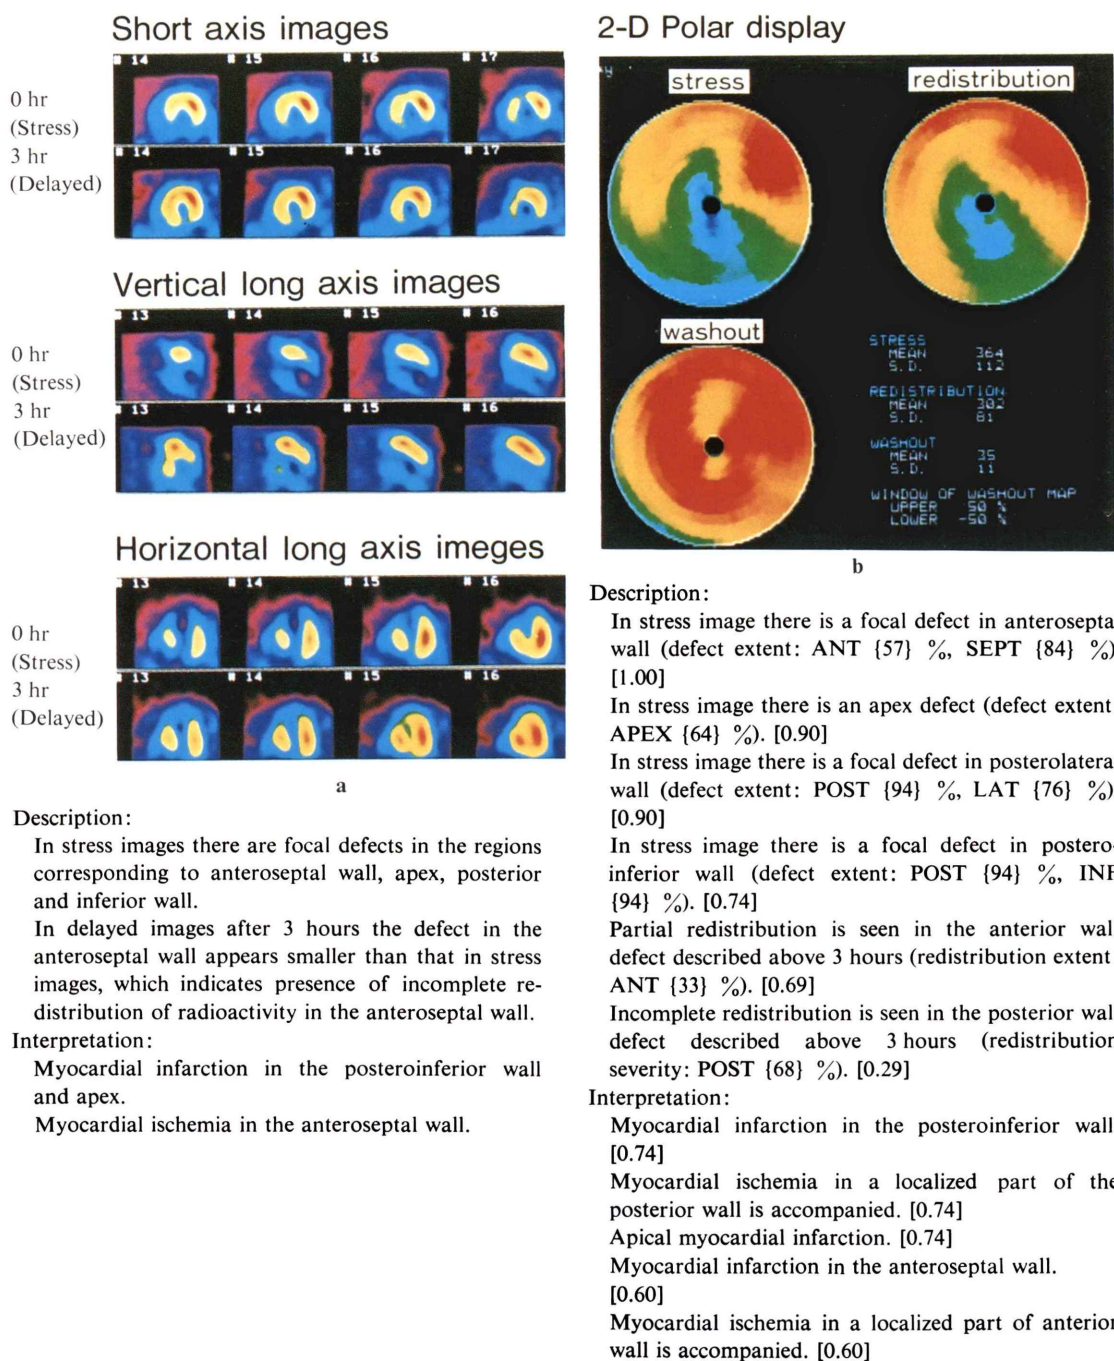 Short axis images
14 15 16 17
0 hr
(Stress)
3 hr
(Delayed)
14 15 16 17
Vertical long axis images
13 14 15 16
0 hr
(Stress)
3 hr
(Delayed)
13 14 15 16
Horizontal long axis imeges
13 14 15 16
0 hr
(Stress)
3 hr
(Delayed)
13 14 15 16
a
Description:
In stress images there are focal defects in the regions
corresponding to anteroseptal wall, apex, posterior
and inferior wall.
In delayed images after 3 hours the defect in the
anteroseptal wall appears smaller than that in stress
images, which indicates presence of incomplete re-
distribution of radioactivity in the anteroseptal wall.
Interpretation:
Myocardial infarction in the posteroinferior wall
and apex.
Myocardial ischemia in the anteroseptal wall.
2-D Polar display
stress
redistribution
washout
STRESS
MEAN 364
S.D. 112
REDISTRIBUTION
MEAN 302
S.D. 81
WASHOUT
MEAN 35
S.D. 11
WINDOW OF WASHOUT MAP
UPPER 50 %
LOWER -50 %
b
Description:
In stress image there is a focal defect in anterosepta
wall (defect extent: ANT {57} %, SEPT {84} %)
[1.00]
In stress image there is an apex defect (defect extent
APEX {64} %). [0.90]
In stress image there is a focal defect in posterolatera
wall (defect extent: POST {94} %, LAT {76} %)
[0.90]
In stress image there is a focal defect in postero-
inferior wall (defect extent: POST {94} %, INF
{94} %). [0.74]
Partial redistribution is seen in the anterior wal
defect described above 3 hours (redistribution extent
ANT {33} %). [0.69]
Incomplete redistribution is seen in the posterior wal
defect described above 3 hours (redistribution
severity: POST {68} %). [0.29]
Interpretation:
Myocardial infarction in the posteroinferior wall
[0.74]
Myocardial ischemia in a localized part of the
posterior wall is accompanied. [0.74]
Apical myocardial infarction. [0.74]
Myocardial infarction in the anteroseptal wall.
[0.60]
Myocardial ischemia in a localized part of anterior
wall is accompanied. [0.60]